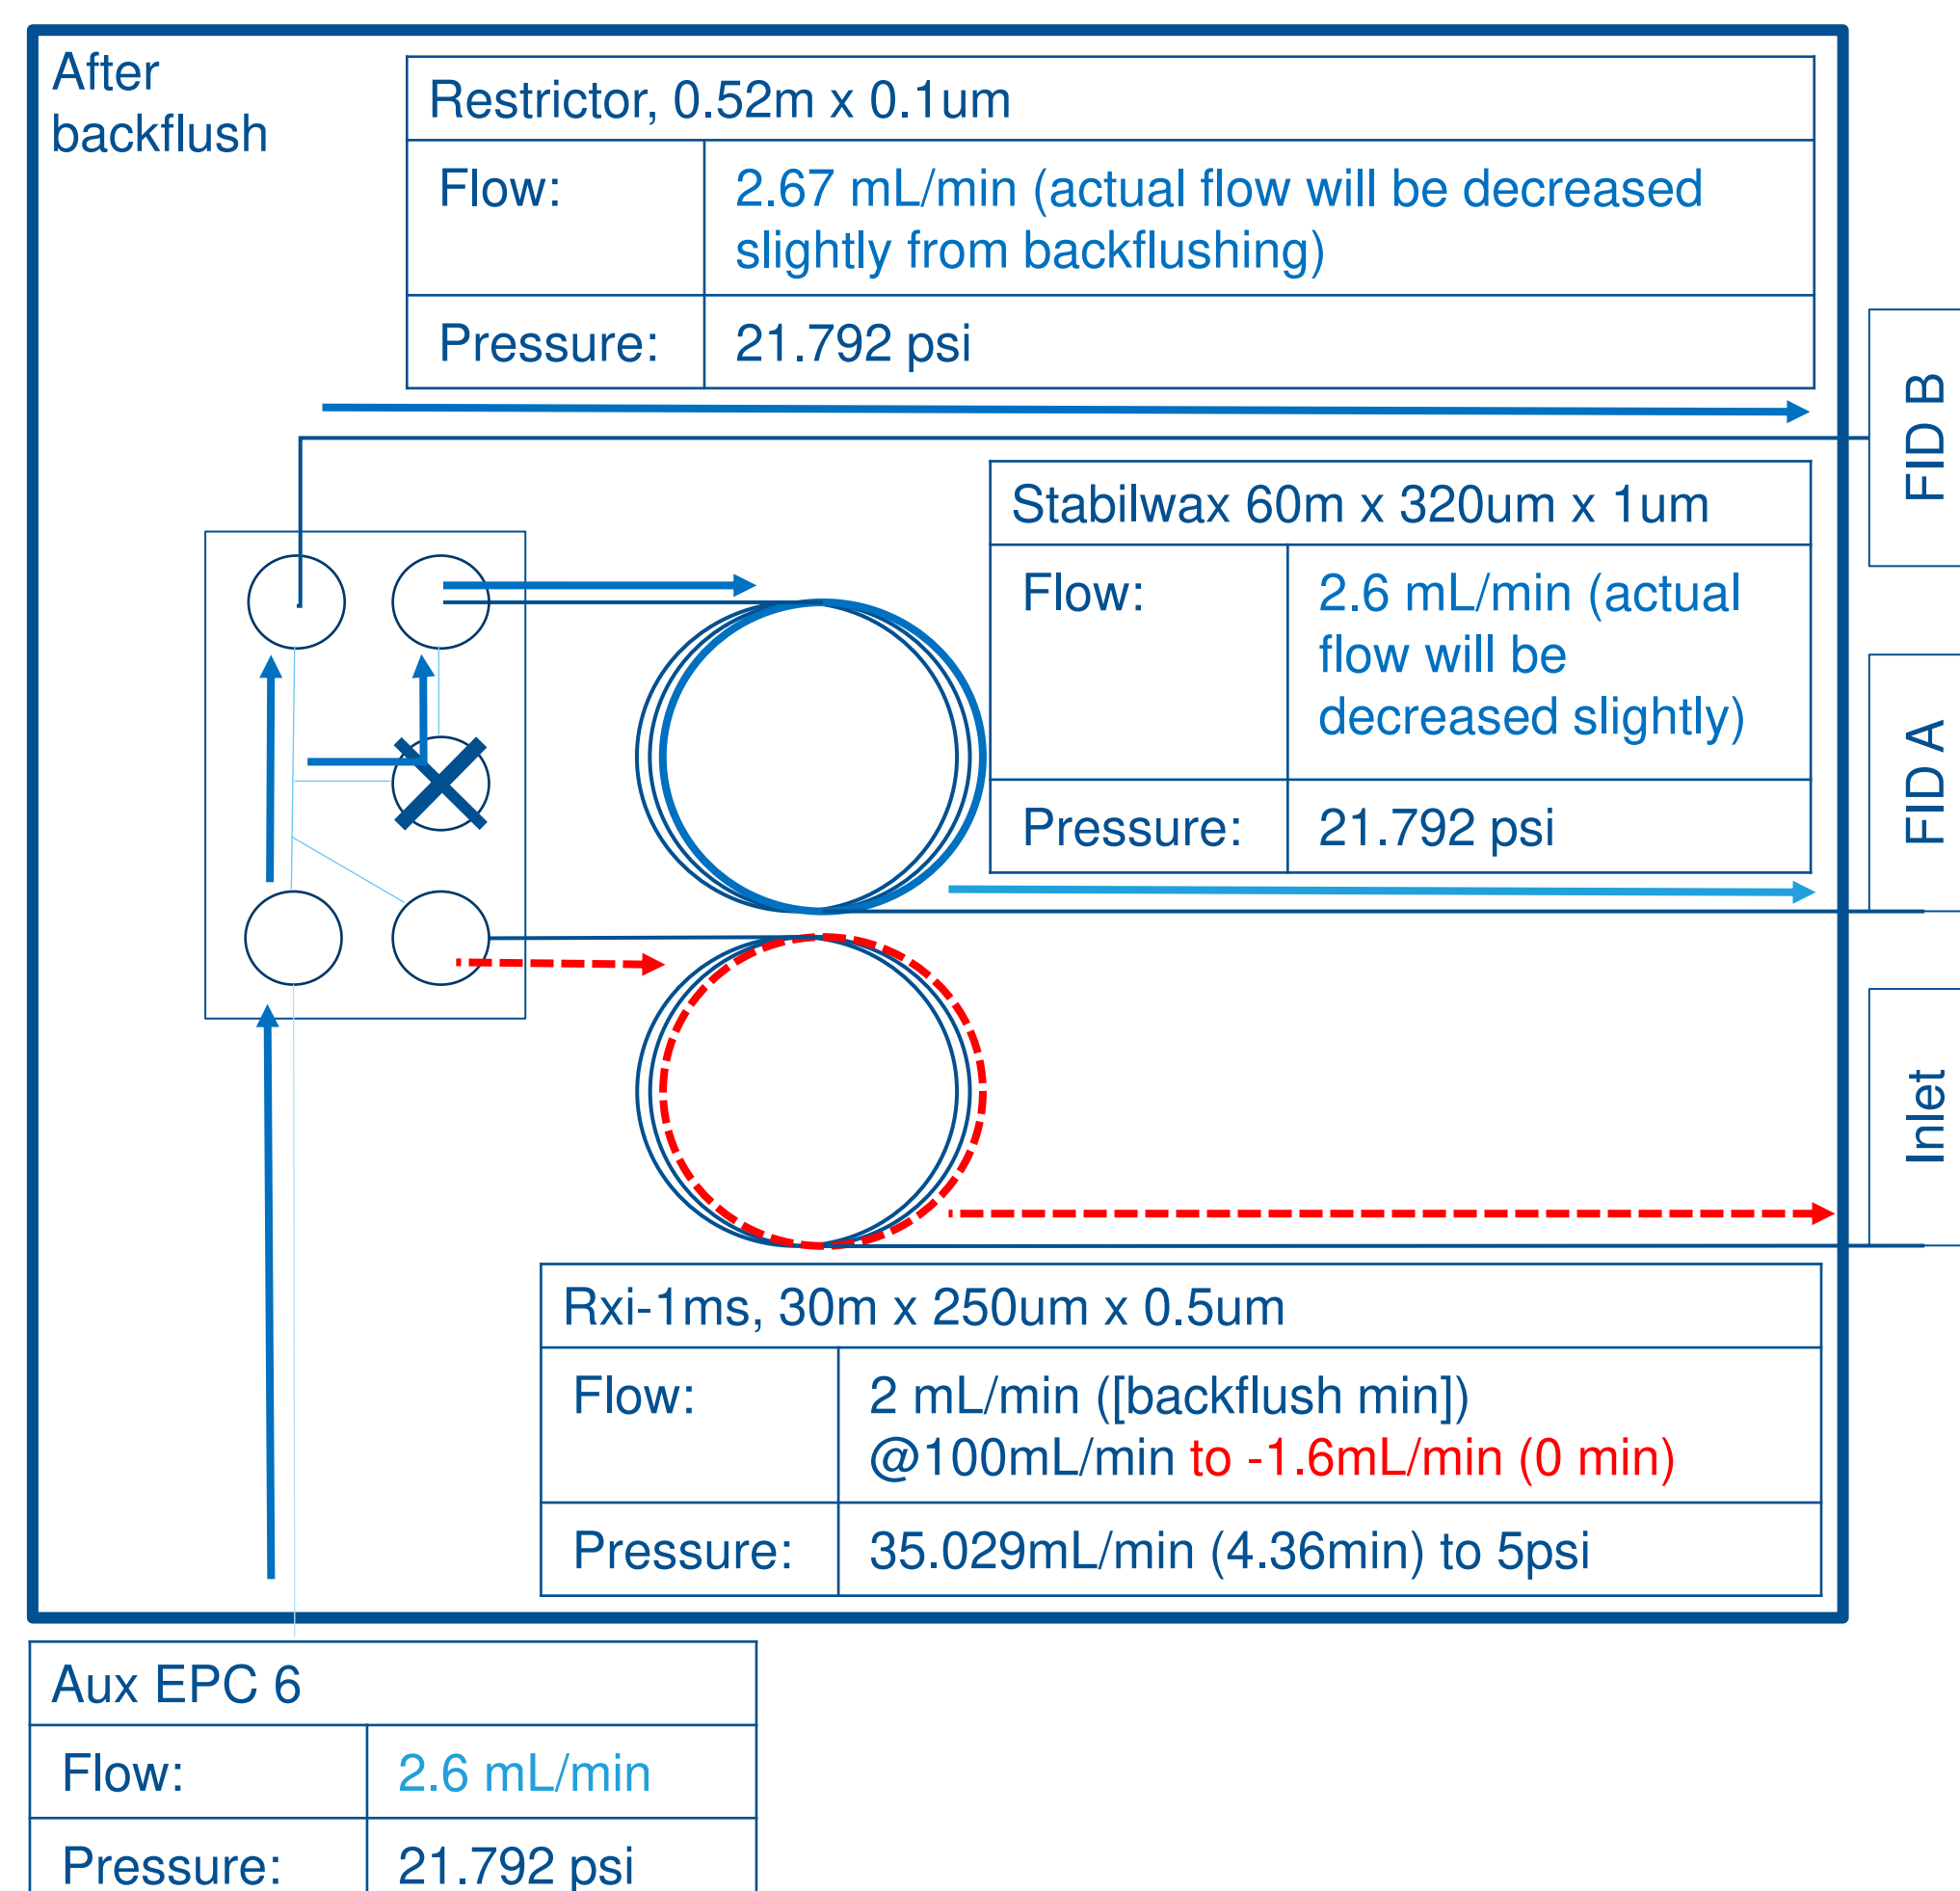 After
backflush
Restrictor, 0.52m x 0.1um
Flow:
2.67 mL/min (actual flow will be decreased
slightly from backflushing)
Pressure:
21.792 psi
FID B
Stabilwax 60m x 320um x 1um
Flow:
2.6 mL/min (actual
flow will be
decreased slightly)
Pressure:
21.792 psi
FID A
Inlet
Rxi-1ms, 30m x 250um x 0.5um
Flow:
2 mL/min ([backflush min])
@100mL/min to -1.6mL/min (0 min)
Pressure:
35.029mL/min (4.36min) to 5psi
Aux EPC 6
Flow:
2.6 mL/min
Pressure:
21.792 psi